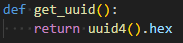 def get_uuid():
    return uuid4().hex